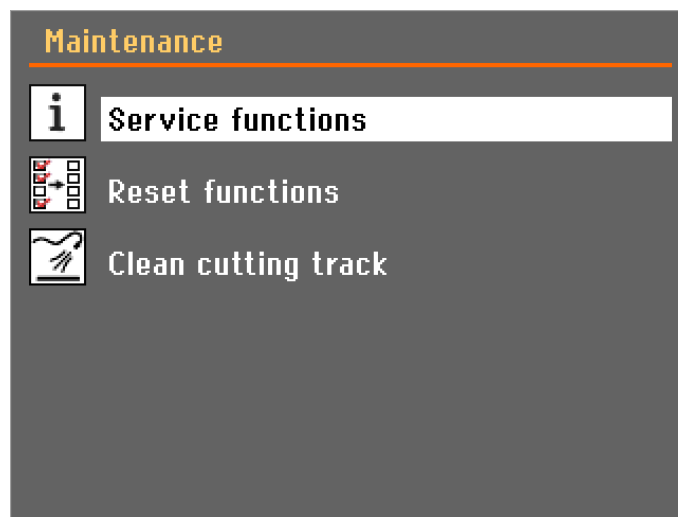 Maintenance
i
Service functions
Reset functions
Clean cutting track